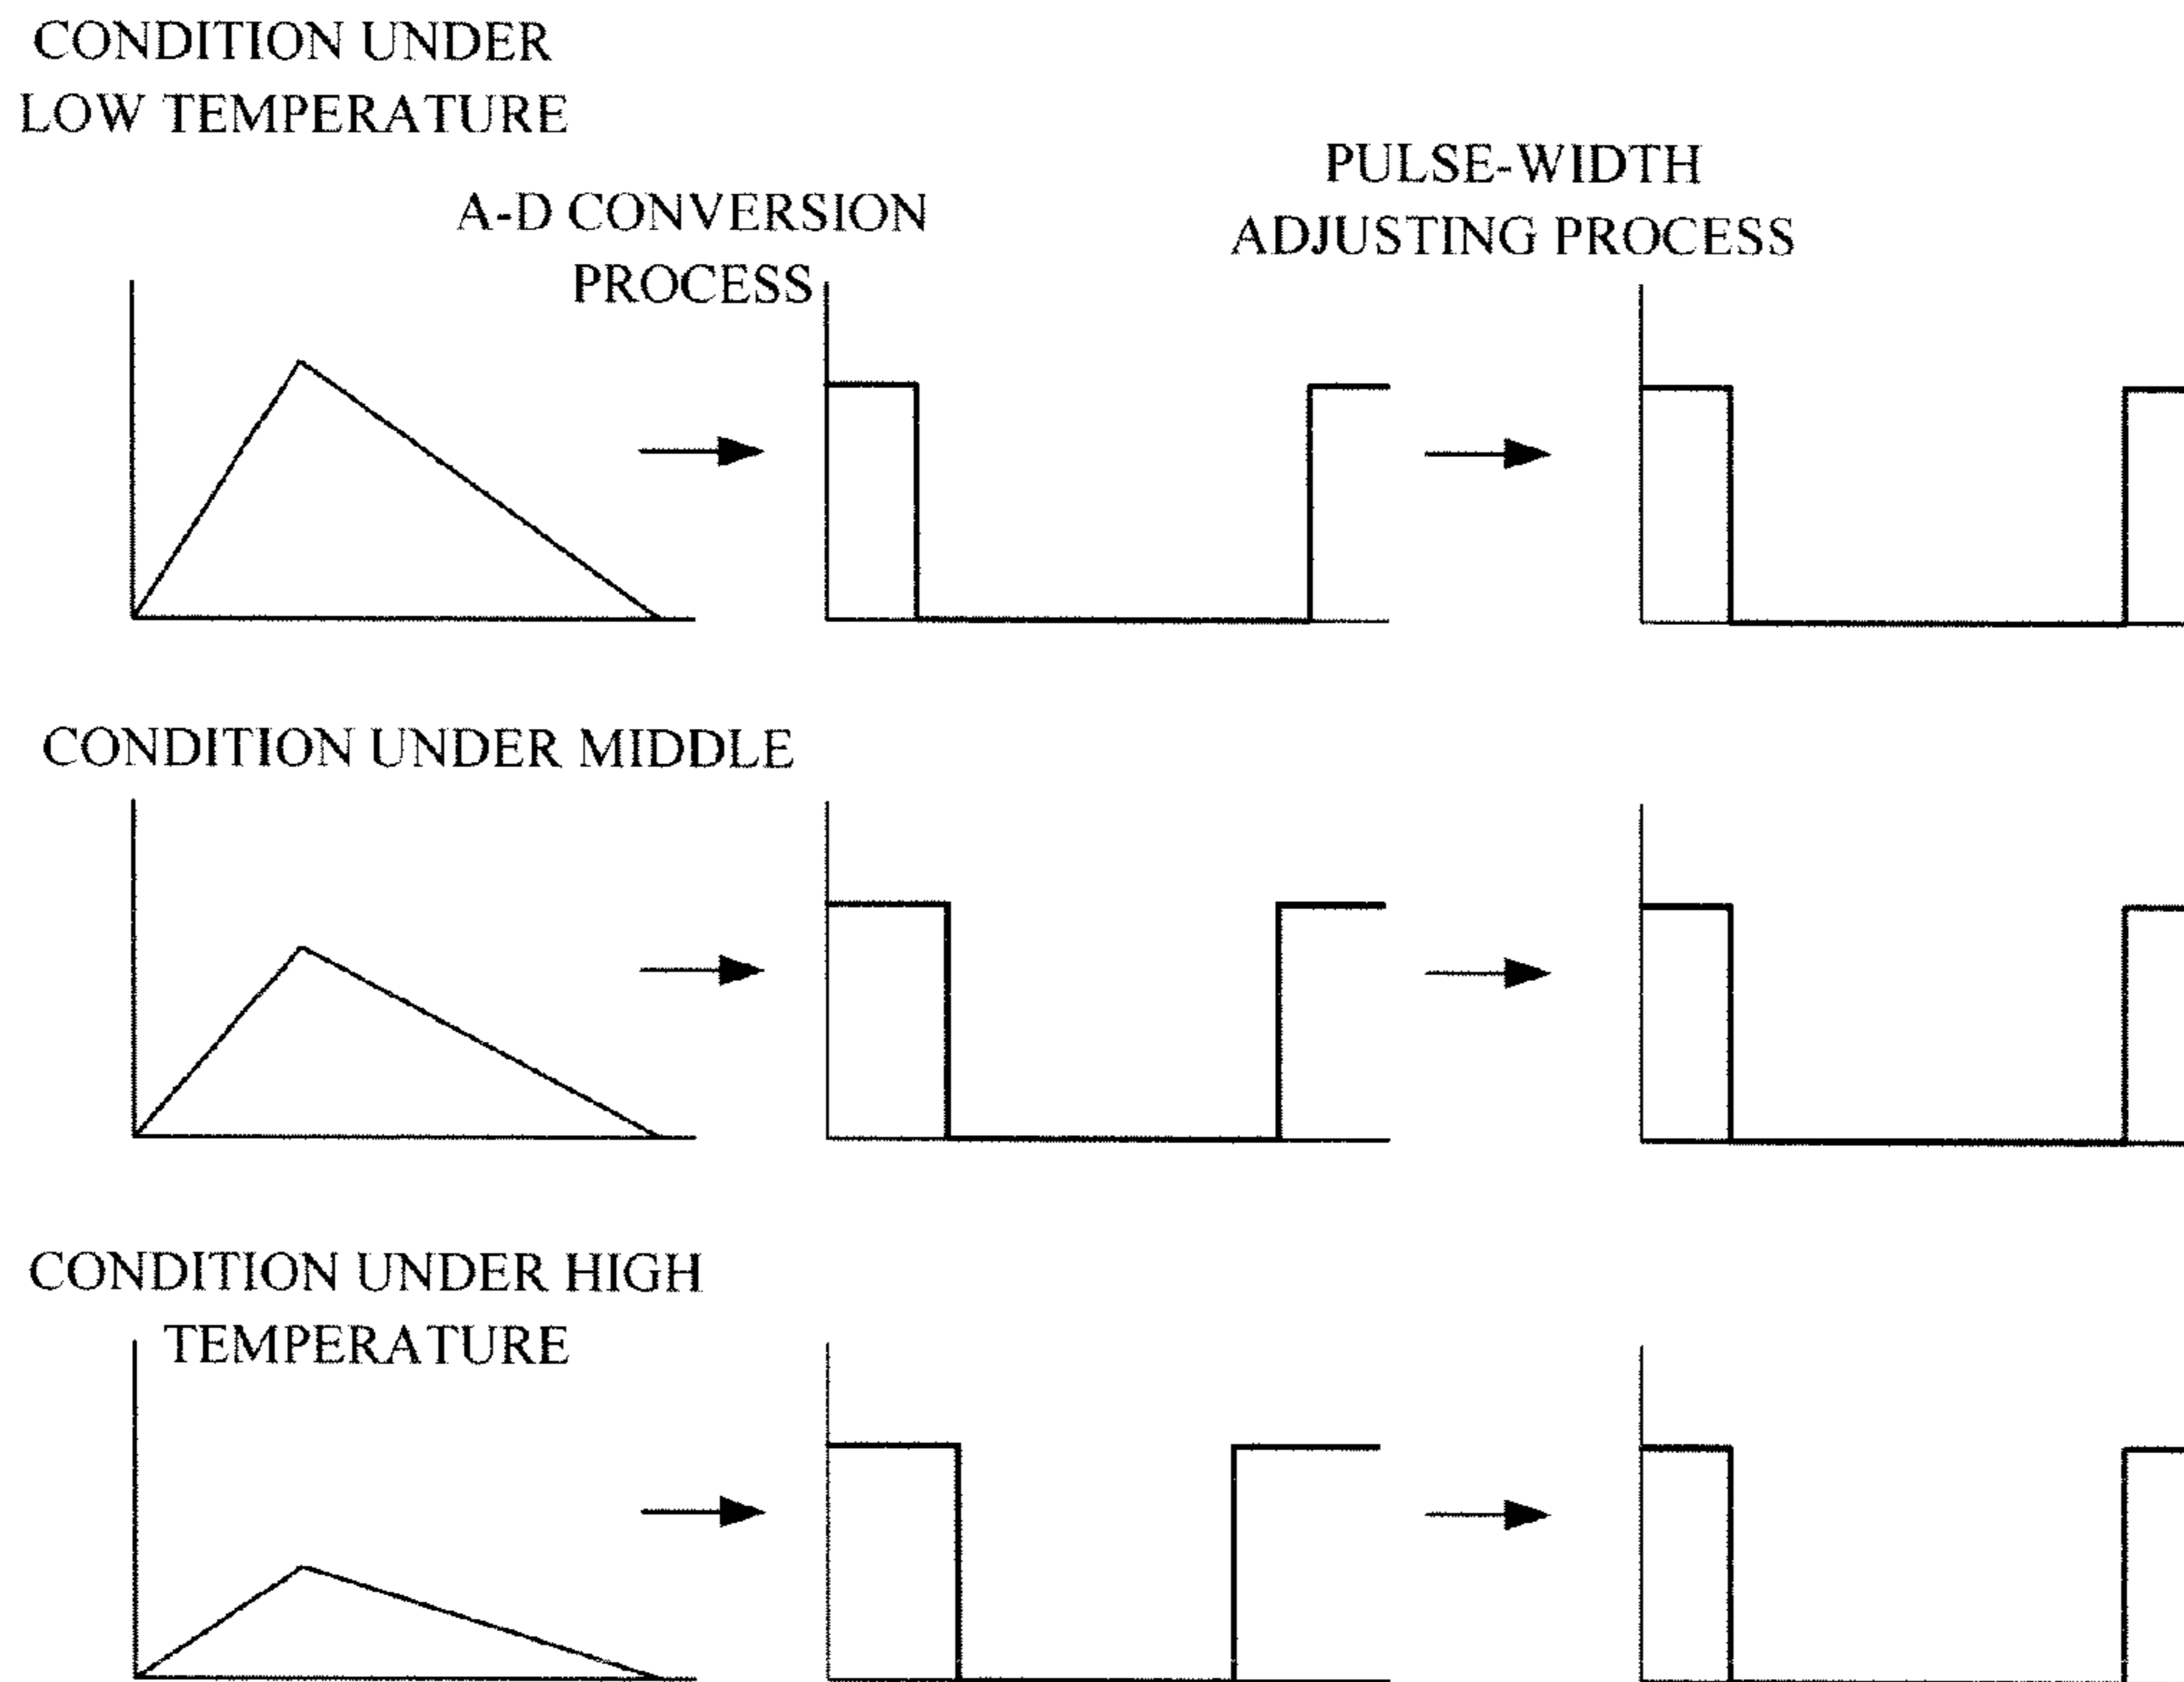 CONDITION UNDER
LOW TEMPERATURE
A-D CONVERSION
PROCESS
PULSE-WIDTH
ADJUSTING PROCESS
CONDITION UNDER MIDDLE
CONDITION UNDER HIGH
TEMPERATURE